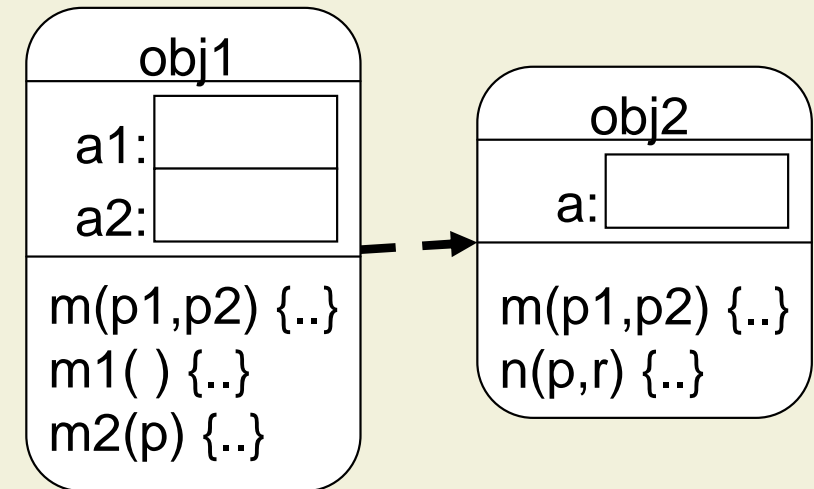 obj1
a1:
a2:
m(p1,p2) {..}
m1( ) {..}
m2(p) {..}
obj2
a:
m(p1,p2) {..}
n(p,r) {..}